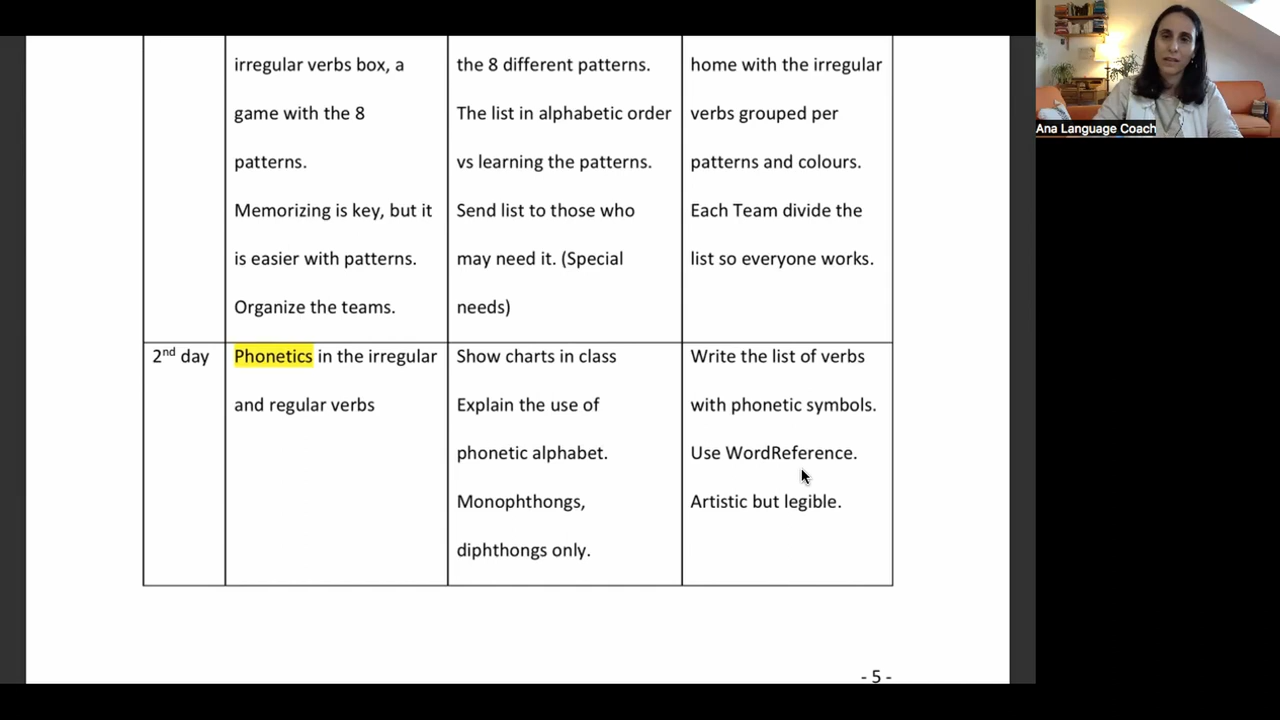 irregular verbs box, a
game with the 8
patterns.
Memorizing is key, but it
is easier with patterns.
Organize the teams.
the 8 different patterns.
The list in alphabetic order
vs learning the patterns.
Send list to those who
may need it. (Special
needs)
home with the irregular
verbs grouped per
patterns and colours.
Each Team divide the
list so everyone works.
2nd day
Phonetics in the irregular
and regular verbs
Show charts in class
Explain the use of
phonetic alphabet.
Monophthongs,
diphthongs only.
Write the list of verbs
with phonetic symbols.
Use WordReference.
Artistic but legible.
- 5 -
Ana Language Coach